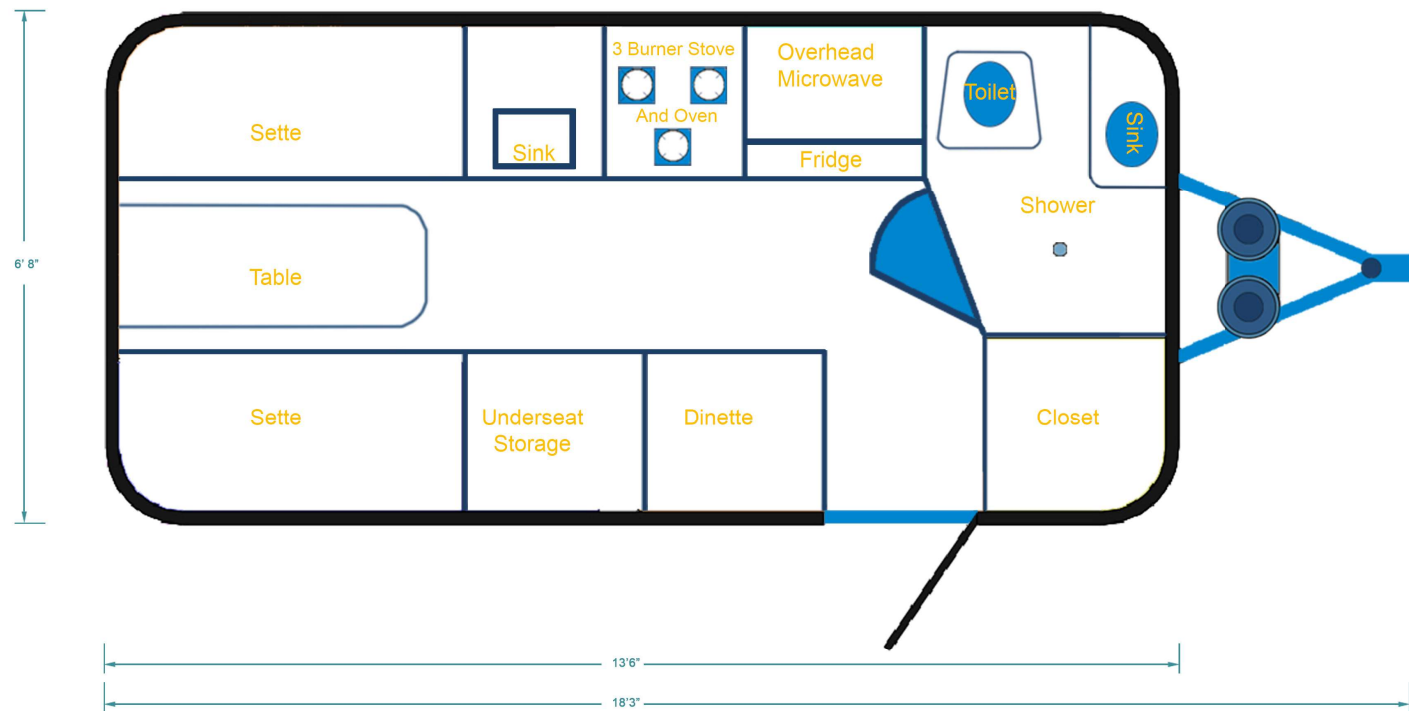 3 Burner Stove
And Oven
Overhead
Microwave
Toilet
Sink
Sette
Sink
Fridge
Shower
6' 8"
Table
Sette
Underseat
Storage
Dinette
Closet
13'6"
18'3"